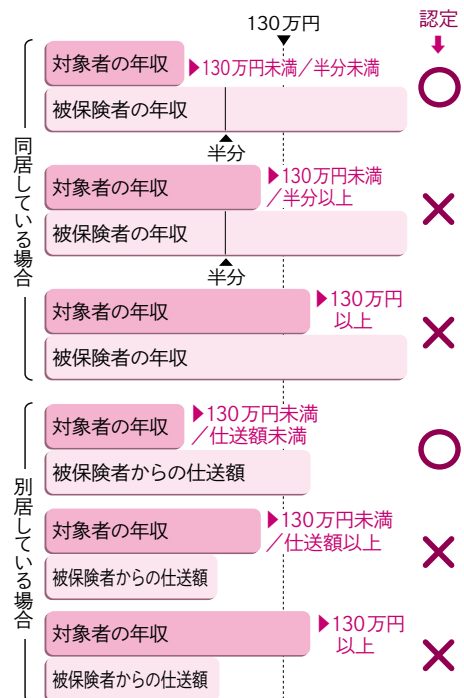 130万円
認定
同居している場合
対象者の年収
▶130万円未満／半分未満
被保険者の年収
半分
対象者の年収
▶130万円未満
／半分以上
被保険者の年収
半分
対象者の年収
▶130万円
以上
被保険者の年収
別居している場合
対象者の年収
▶130万円未満
／仕送額未満
被保険者からの仕送額
対象者の年収
▶130万円未満
／仕送額以上
被保険者からの仕送額
対象者の年収
▶130万円
以上
被保険者からの仕送額